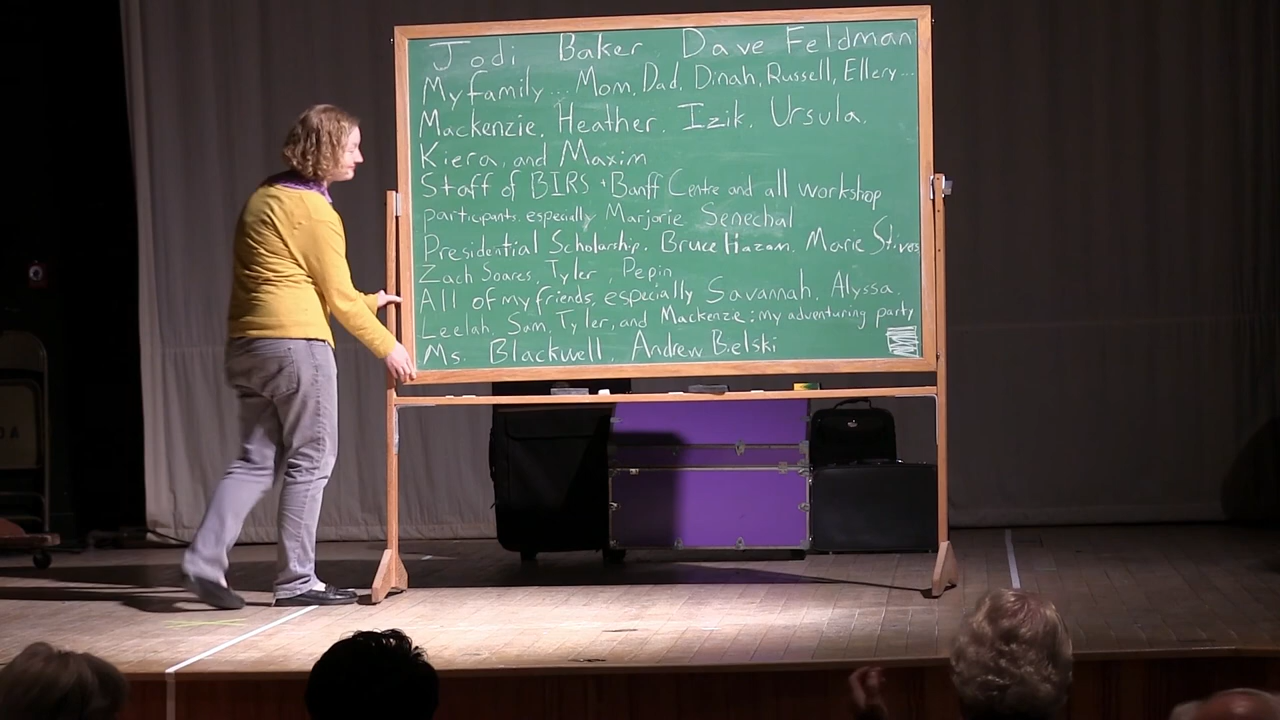 Jodi Baker Dave Feldman
My family... Mom, Dad, Dinah, Russell, Ellery...
Mackenzie, Heather, Izik, Ursula,
Kiera, and Maxim
Staff of BIRS + Banff Centre and all workshop
participants, especially Marjorie Senechal
Presidential Scholarship, Bruce Hazam, Marie Stivers
Zach Soares, Tyler, Pepin
All of my friends, especially Savannah, Alyssa,
Leelah, Sam, Tyler, and Mackenzie: my adventuring party
Ms. Blackwell, Andrew Belski